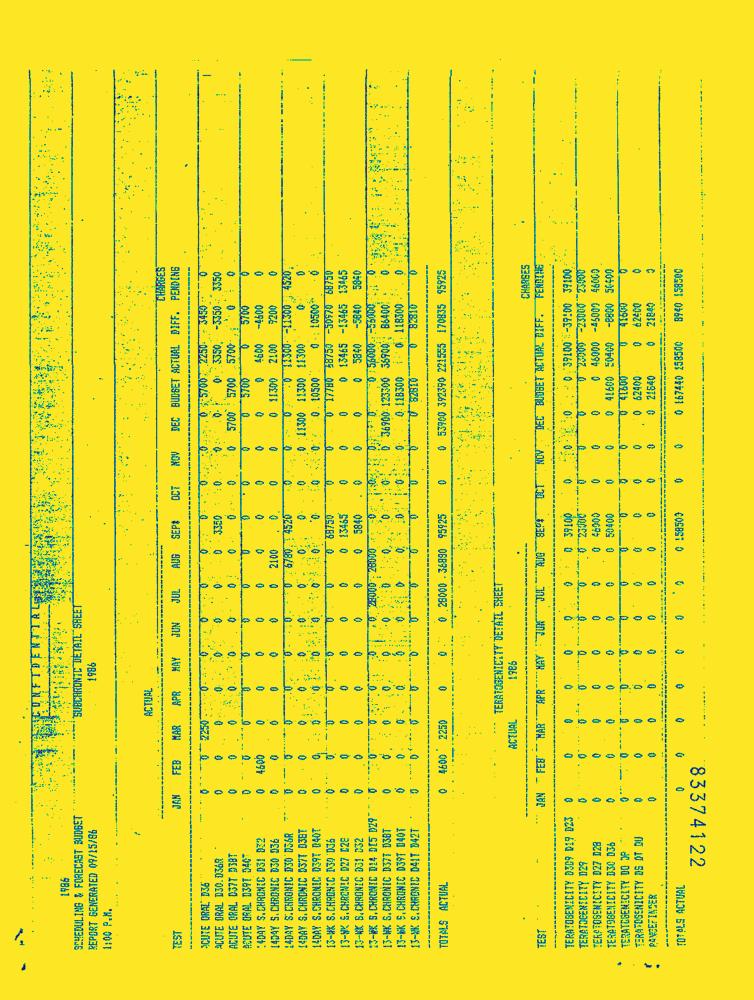 CONFIDENTIAL
1986
SCHEDULING & FORECAST BUDGET SUBCHRONIC DETAIL SHEET
REPORT GENERATED 09/15/86 1986
1:00 P.M.
ACTUAL
CHARGES
TEST JAN FEB MAR APR MAY JUN JUL AUG SEP# OCT NOV DEC BUDGET ACTUAL DIFF. PENDING
ACUTE ORAL D36 0 0 2250 0 0 0 0 0 0 0 0 0 5700 2250 3450 0
ACUTE ORAL D30 D36R 0 0 0 0 0 0 0 0 3350 0 0 0 0 3350 -3350 3350
ACUTE ORAL D37T D38T 0 0 0 0 0 0 0 0 0 0 0 5700 5700 5700 0 0
ACUTE ORAL D39T D40T 0 0 0 0 0 0 0 0 0 0 0 0 5700 0 5700 0
14DAY S.CHRONIC D31 D32 0 4600 0 0 0 0 0 0 0 0 0 0 0 4600 -4600 0
14DAY S.CHRONIC D30 D36 0 0 0 0 0 0 0 2100 0 0 0 0 11300 2100 9200 0
14DAY S.CHRONIC D30 D36R 0 0 0 0 0 0 0 6780 4520 0 0 0 0 11300 -11300 4520
14DAY S.CHRONIC D37T D38T 0 0 0 0 0 0 0 0 0 0 0 11300 11300 11300 0 0
14DAY S.CHRONIC D39T D40T 0 0 0 0 0 0 0 0 0 0 0 0 10500 0 10500 0
13-WK S.CHRONIC D30 D36 0 0 0 0 0 0 0 0 68750 0 0 0 17780 68750 -50970 68750
13-WK S.CHRONIC D27 D28 0 0 0 0 0 0 0 0 13465 0 0 0 0 13465 -13465 13465
13-WK S.CHRONIC D31 D32 0 0 0 0 0 0 0 0 5840 0 0 0 0 5840 -5840 5840
13-WK S.CHRONIC D14 D15 D29 0 0 0 0 0 0 28000 28000 0 0 0 0 0 56000 -56000 0
13-WK S.CHRONIC D37T D38T 0 0 0 0 0 0 0 0 0 0 0 36900 123300 36900 86400 0
13-WK S.CHRONIC D39T D40T 0 0 0 0 0 0 0 0 0 0 0 0 118300 0 118300 0
13-WK S.CHRONIC D41T D42T 0 0 0 0 0 0 0 0 0 0 0 0 82810 0 82810 0
TOTALS ACTUAL 0 4600 2250 0 0 0 28000 36880 95925 0 0 53900 392390 221555 170835 95925
TERATOGENICITY DETAIL SHEET
ACTUAL 1986
CHARGES
TEST JAN FEB MAR APR MAY JUN JUL AUG SEP# OCT NOV DEC BUDGET ACTUAL DIFF. PENDING
TERATOGENICITY D19 D23 0 0 0 0 0 0 0 0 39100 0 0 0 0 39100 -39100 39100
TERATOGENICITY D29 0 0 0 0 0 0 0 0 23000 0 0 0 0 23000 -23000 23000
TERATOGENICITY D27 D28 0 0 0 0 0 0 0 0 46000 0 0 0 0 46000 -46000 46000
TERATOGENICITY D30 D36 0 0 0 0 0 0 0 0 50400 0 0 0 41600 50400 -8800 50400
TERATOGENICITY 0 0 0 0 0 0 0 0 0 0 0 0 41600 0 41600 0
TERATOGENICITY DS DT DU 0 0 0 0 0 0 0 0 0 0 0 0 62400 0 62400 0
RANGEFINDER 0 0 0 0 0 0 0 0 0 0 0 0 21840 0 21840 0
TOTALS ACTUAL 0 0 0 0 0 0 0 0 158500 0 0 0 167440 158500 8940 158500
83374122